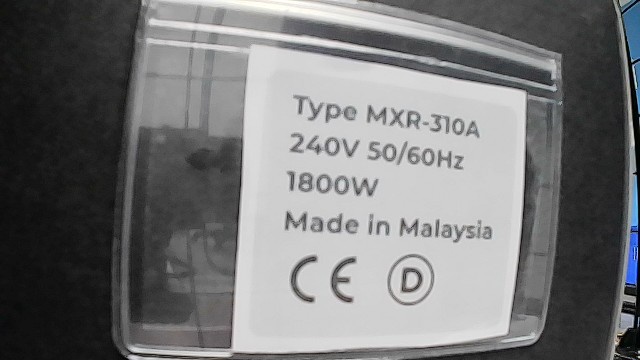 Type MXR-310A
240V 50/60Hz
1800W
Made in Malaysia
CE D